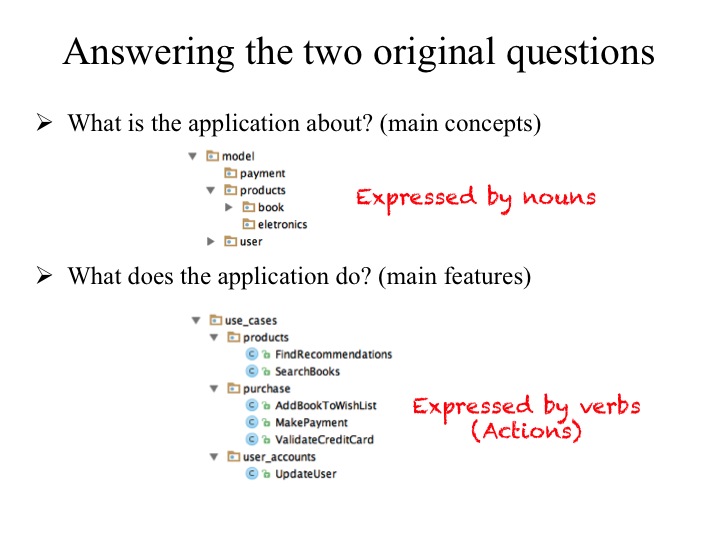 Answering the two original questions
What is the application about? (main concepts)
model
payment
products
book
eletronics
user
Expressed by nouns
What does the application do? (main features)
use_cases
products
FindRecommendations
SearchBooks
purchase
AddBookToWishList
MakePayment
ValidateCreditCard
user_accounts
UpdateUser
Expressed by verbs
(Actions)